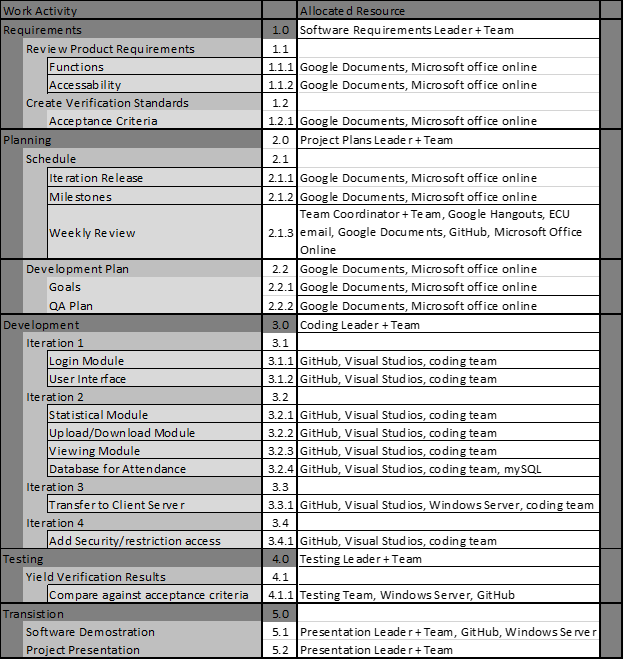 Work Activity Allocated Resource
Requirements 1.0 Software Requirements Leader + Team
Review Product Requirements 1.1
Functions 1.1.1 Google Documents, Microsoft office online
Accessability 1.1.2 Google Documents, Microsoft office online
Create Verification Standards 1.2
Acceptance Criteria 1.2.1 Google Documents, Microsoft office online
Planning 2.0 Project Plans Leader + Team
Schedule 2.1
Iteration Release 2.1.1 Google Documents, Microsoft office online
Milestones 2.1.2 Google Documents, Microsoft office online
Weekly Review 2.1.3 Team Coordinator + Team, Google Hangouts, ECU
email, Google Documents, GitHub, Microsoft Office
Online
Development Plan 2.2 Google Documents, Microsoft office online
Goals 2.2.1 Google Documents, Microsoft office online
QA Plan 2.2.2 Google Documents, Microsoft office online
Development 3.0 Coding Leader + Team
Iteration 1 3.1
Login Module 3.1.1 GitHub, Visual Studios, coding team
User Interface 3.1.2 GitHub, Visual Studios, coding team
Iteration 2 3.2
Statistical Module 3.2.1 GitHub, Visual Studios, coding team
Upload/Download Module 3.2.2 GitHub, Visual Studios, coding team
Viewing Module 3.2.3 GitHub, Visual Studios, coding team
Database for Attendance 3.2.4 GitHub, Visual Studios, coding team, mySQL
Iteration 3 3.3
Transfer to Client Server 3.3.1 GitHub, Visual Studios, Windows Server, coding team
Iteration 4 3.4
Add Security/restriction access 3.4.1 GitHub, Visual Studios, coding team
Testing 4.0 Testing Leader + Team
Yield Verification Results 4.1
Compare against acceptance criteria 4.1.1 Testing Team, Windows Server, GitHub
Transistion 5.0
Software Demostration 5.1 Presentation Leader + Team, GitHub, Windows Server
Project Presentation 5.2 Presentation Leader + Team